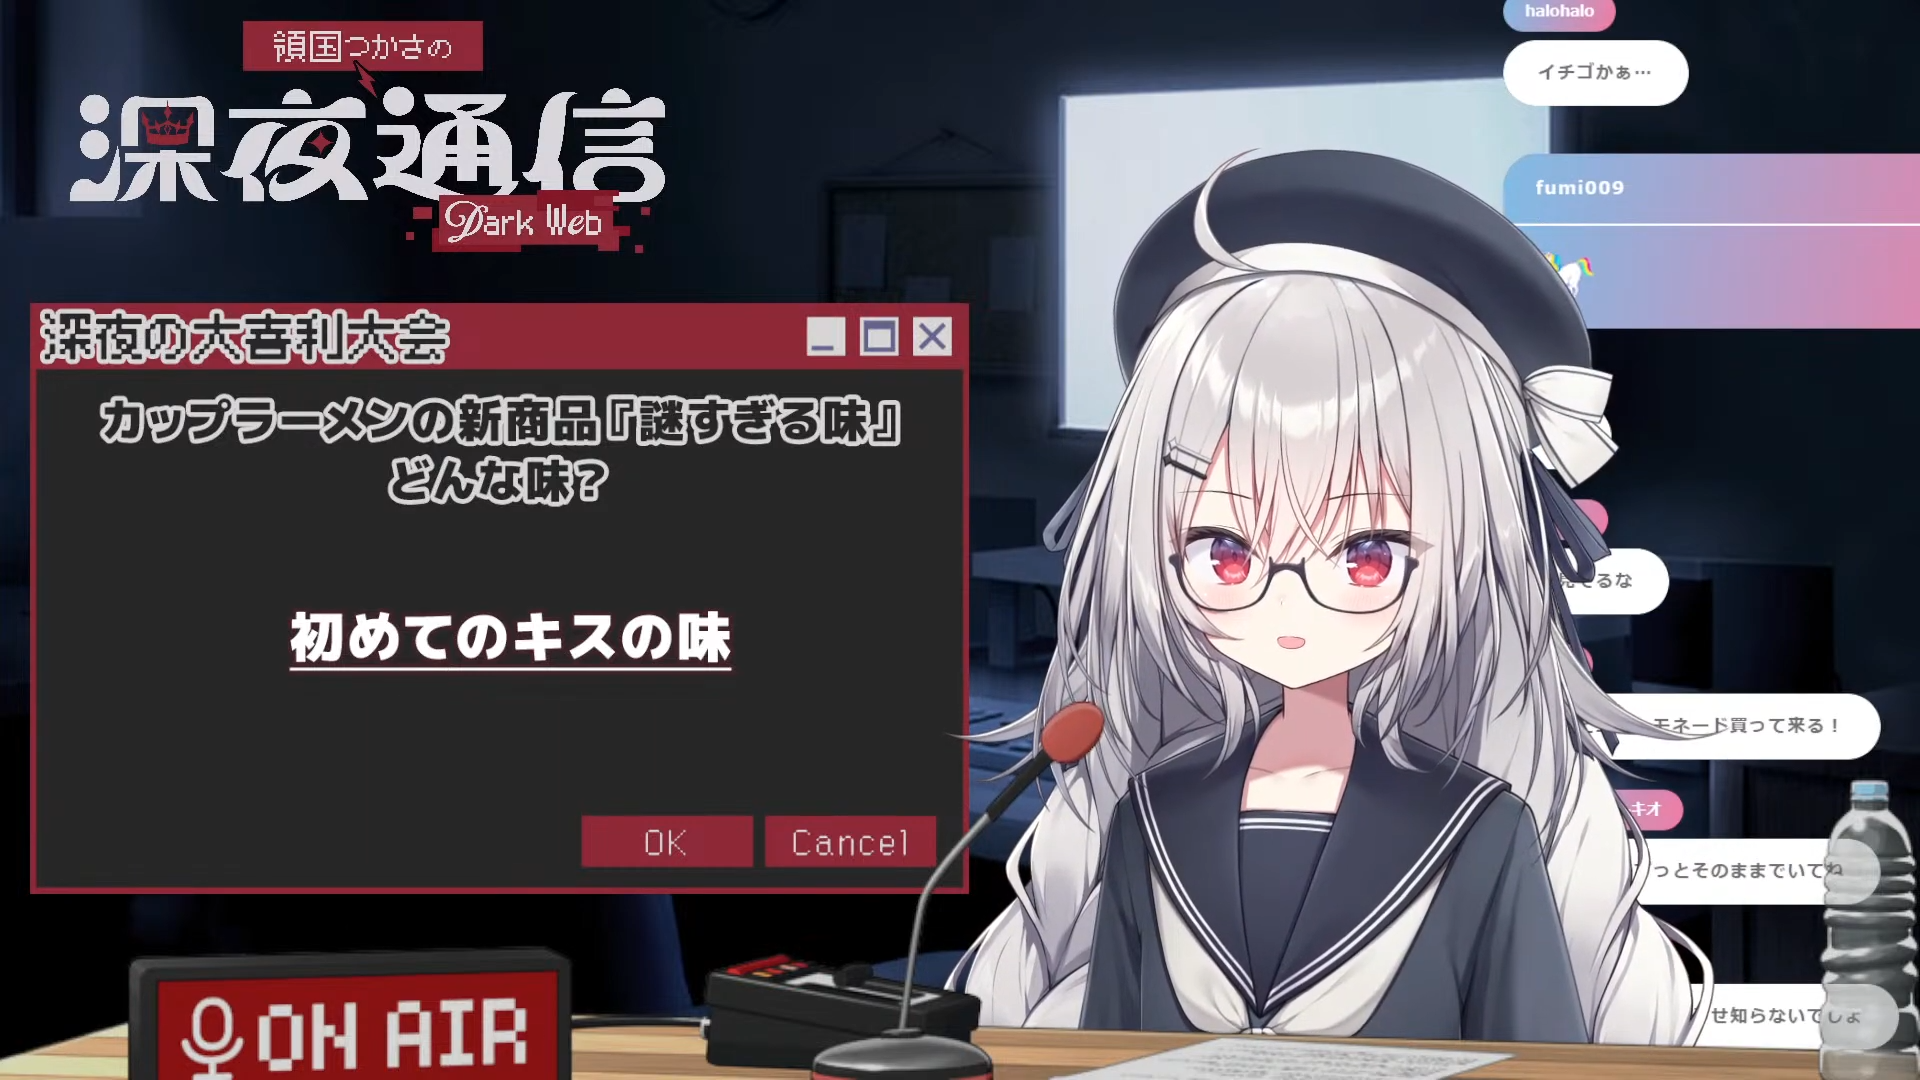 領国つかさの
深夜通信
Dark Web
深夜の大喜利大会
カップラーメンの新商品『謎すぎる味』
どんな味？
初めてのキスの味
OK
Cancel
ON AIR
halohalo
イチゴかぁ…
fumi009
てるな
モネード買って来る！
キオ
っとそのままでいてね
せ知らないでしょ